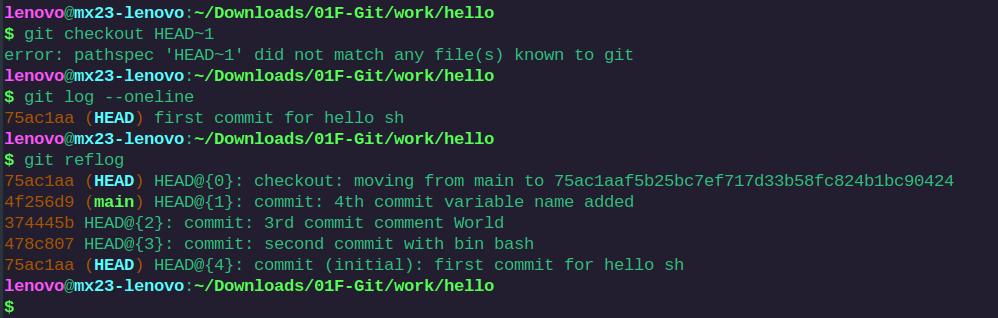 lenovo@mx23-lenovo:~/Downloads/01F-Git/work/hello
$ git checkout HEAD~1
error: pathspec 'HEAD~1' did not match any file(s) known to git
lenovo@mx23-lenovo:~/Downloads/01F-Git/work/hello
$ git log --oneline
75ac1aa (HEAD) first commit for hello sh
lenovo@mx23-lenovo:~/Downloads/01F-Git/work/hello
$ git reflog
75ac1aa (HEAD) HEAD@{0}: checkout: moving from main to 75ac1aaf5b25bc7ef717d33b58fc824b1bc90424
4f256d9 (main) HEAD@{1}: commit: 4th commit variable name added
374445b HEAD@{2}: commit: 3rd commit comment World
478c807 HEAD@{3}: commit: second commit with bin bash
75ac1aa (HEAD) HEAD@{4}: commit (initial): first commit for hello sh
lenovo@mx23-lenovo:~/Downloads/01F-Git/work/hello
$